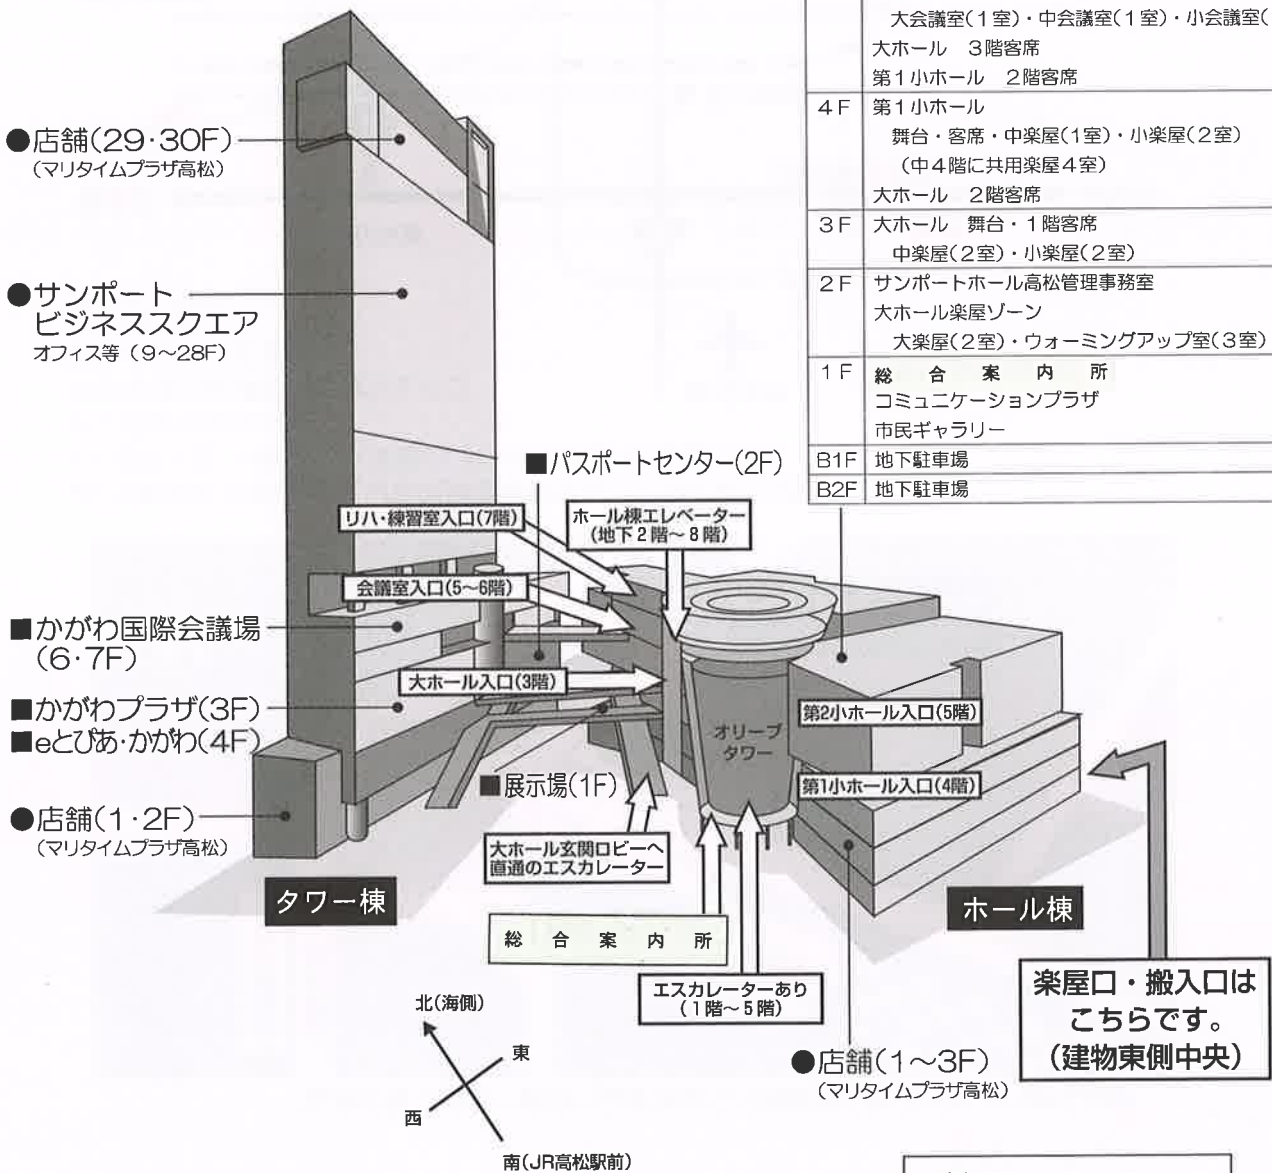 大会議室(1室)・中会議室(1室)・小会議室(
大ホール 3階客席
第1小ホール 2階客席
4F 第1小ホール
舞台・客席・中楽屋(1室)・小楽屋(2室)
(中4階に共用楽屋4室)
大ホール 2階客席
3F 大ホール 舞台・1階客席
中楽屋(2室)・小楽屋(2室)
2F サンポートホール高松管理事務室
大ホール楽屋ゾーン
大楽屋(2室)・ウォーミングアップ室(3室)
1F 総合案内所
コミュニケーションプラザ
市民ギャラリー
B1F 地下駐車場
B2F 地下駐車場
●店舗(29・30F)
(マリタイムプラザ高松)
●サンポート
ビジネススクエア
オフィス等(9～28F)
■パスポートセンター(2F)
リハ・練習室入口(7階)
ホール棟エレベーター
(地下2階～8階)
会議室入口(5～6階)
■かがわ国際会議場
(6・7F)
大ホール入口(3階)
■かがわプラザ(3F)
■eとぴあ・かがわ(4F)
第2小ホール入口(5階)
オリーブ
タワー
■展示場(1F)
第1小ホール入口(4階)
●店舗(1・2F)
(マリタイムプラザ高松)
大ホール玄関ロビーへ
直通のエスカレーター
タワー棟
ホール棟
総合案内所
エスカレーターあり
(1階～5階)
楽屋口・搬入口は
こちらです。
(建物東側中央)
●店舗(1～3F)
(マリタイムプラザ高松)
北(海側)
東
西
南(JR高松駅前)